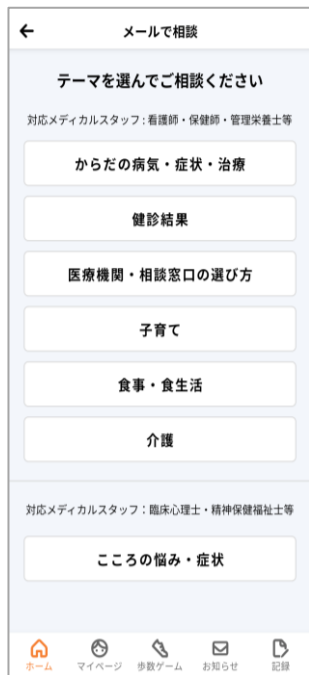 メールで相談
テーマを選んでご相談ください
対応メディカルスタッフ：看護師・保健師・管理栄養士等
からだの病気・症状・治療
健診結果
医療機関・相談窓口の選び方
子育て
食事・食生活
介護
対応メディカルスタッフ：臨床心理士・精神保健福祉士等
こころの悩み・症状
ホーム
マイページ
歩数ゲーム
お知らせ
記録